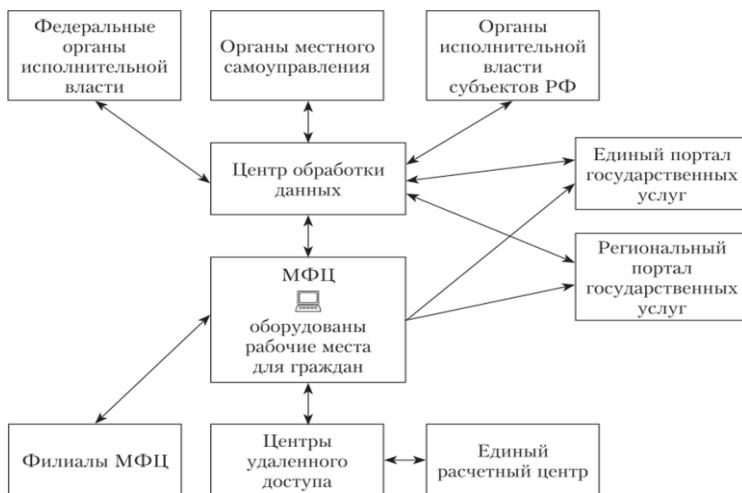 Федеральные
органы
исполнительной
власти
Органы местного
самоуправления
Органы
исполнительной
власти
субъектов РФ
Центр обработки
данных
Единый портал
государственных
услуг
Региональный
портал
государственных
услуг
МФЦ
оборудованы
рабочие места
для граждан
Филиалы МФЦ
Центры
удаленного
доступа
Единый
расчетный центр